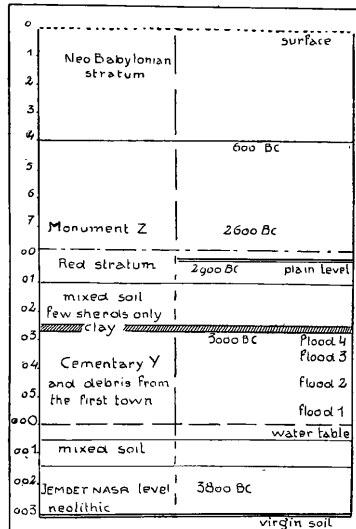 0
surface
1
Neo Babylonian
stratum
2
3
4
600 BC
5
6
7
Monument Z
2600 BC
00
Red stratum
2900 BC
plain level
01
mixed soil
few sherds only
clay
03
3000 BC
flood 4
flood 3
04
Cementary Y
and debris from
the first town
flood 2
05
flood 1
000
water table
001
mixed soil
002
JEMDET NASR level
neolithic
3800 BC
003
virgin soil